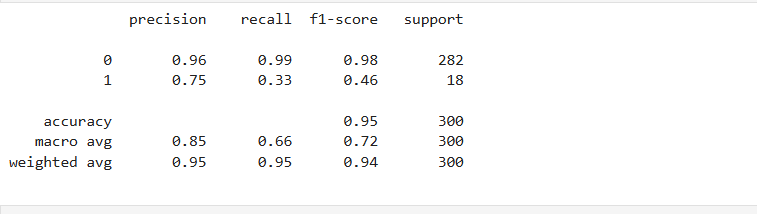 precision recall f1-score support
0 0.96 0.99 0.98 282
1 0.75 0.33 0.46 18
accuracy 0.95 300
macro avg 0.85 0.66 0.72 300
weighted avg 0.95 0.95 0.94 300